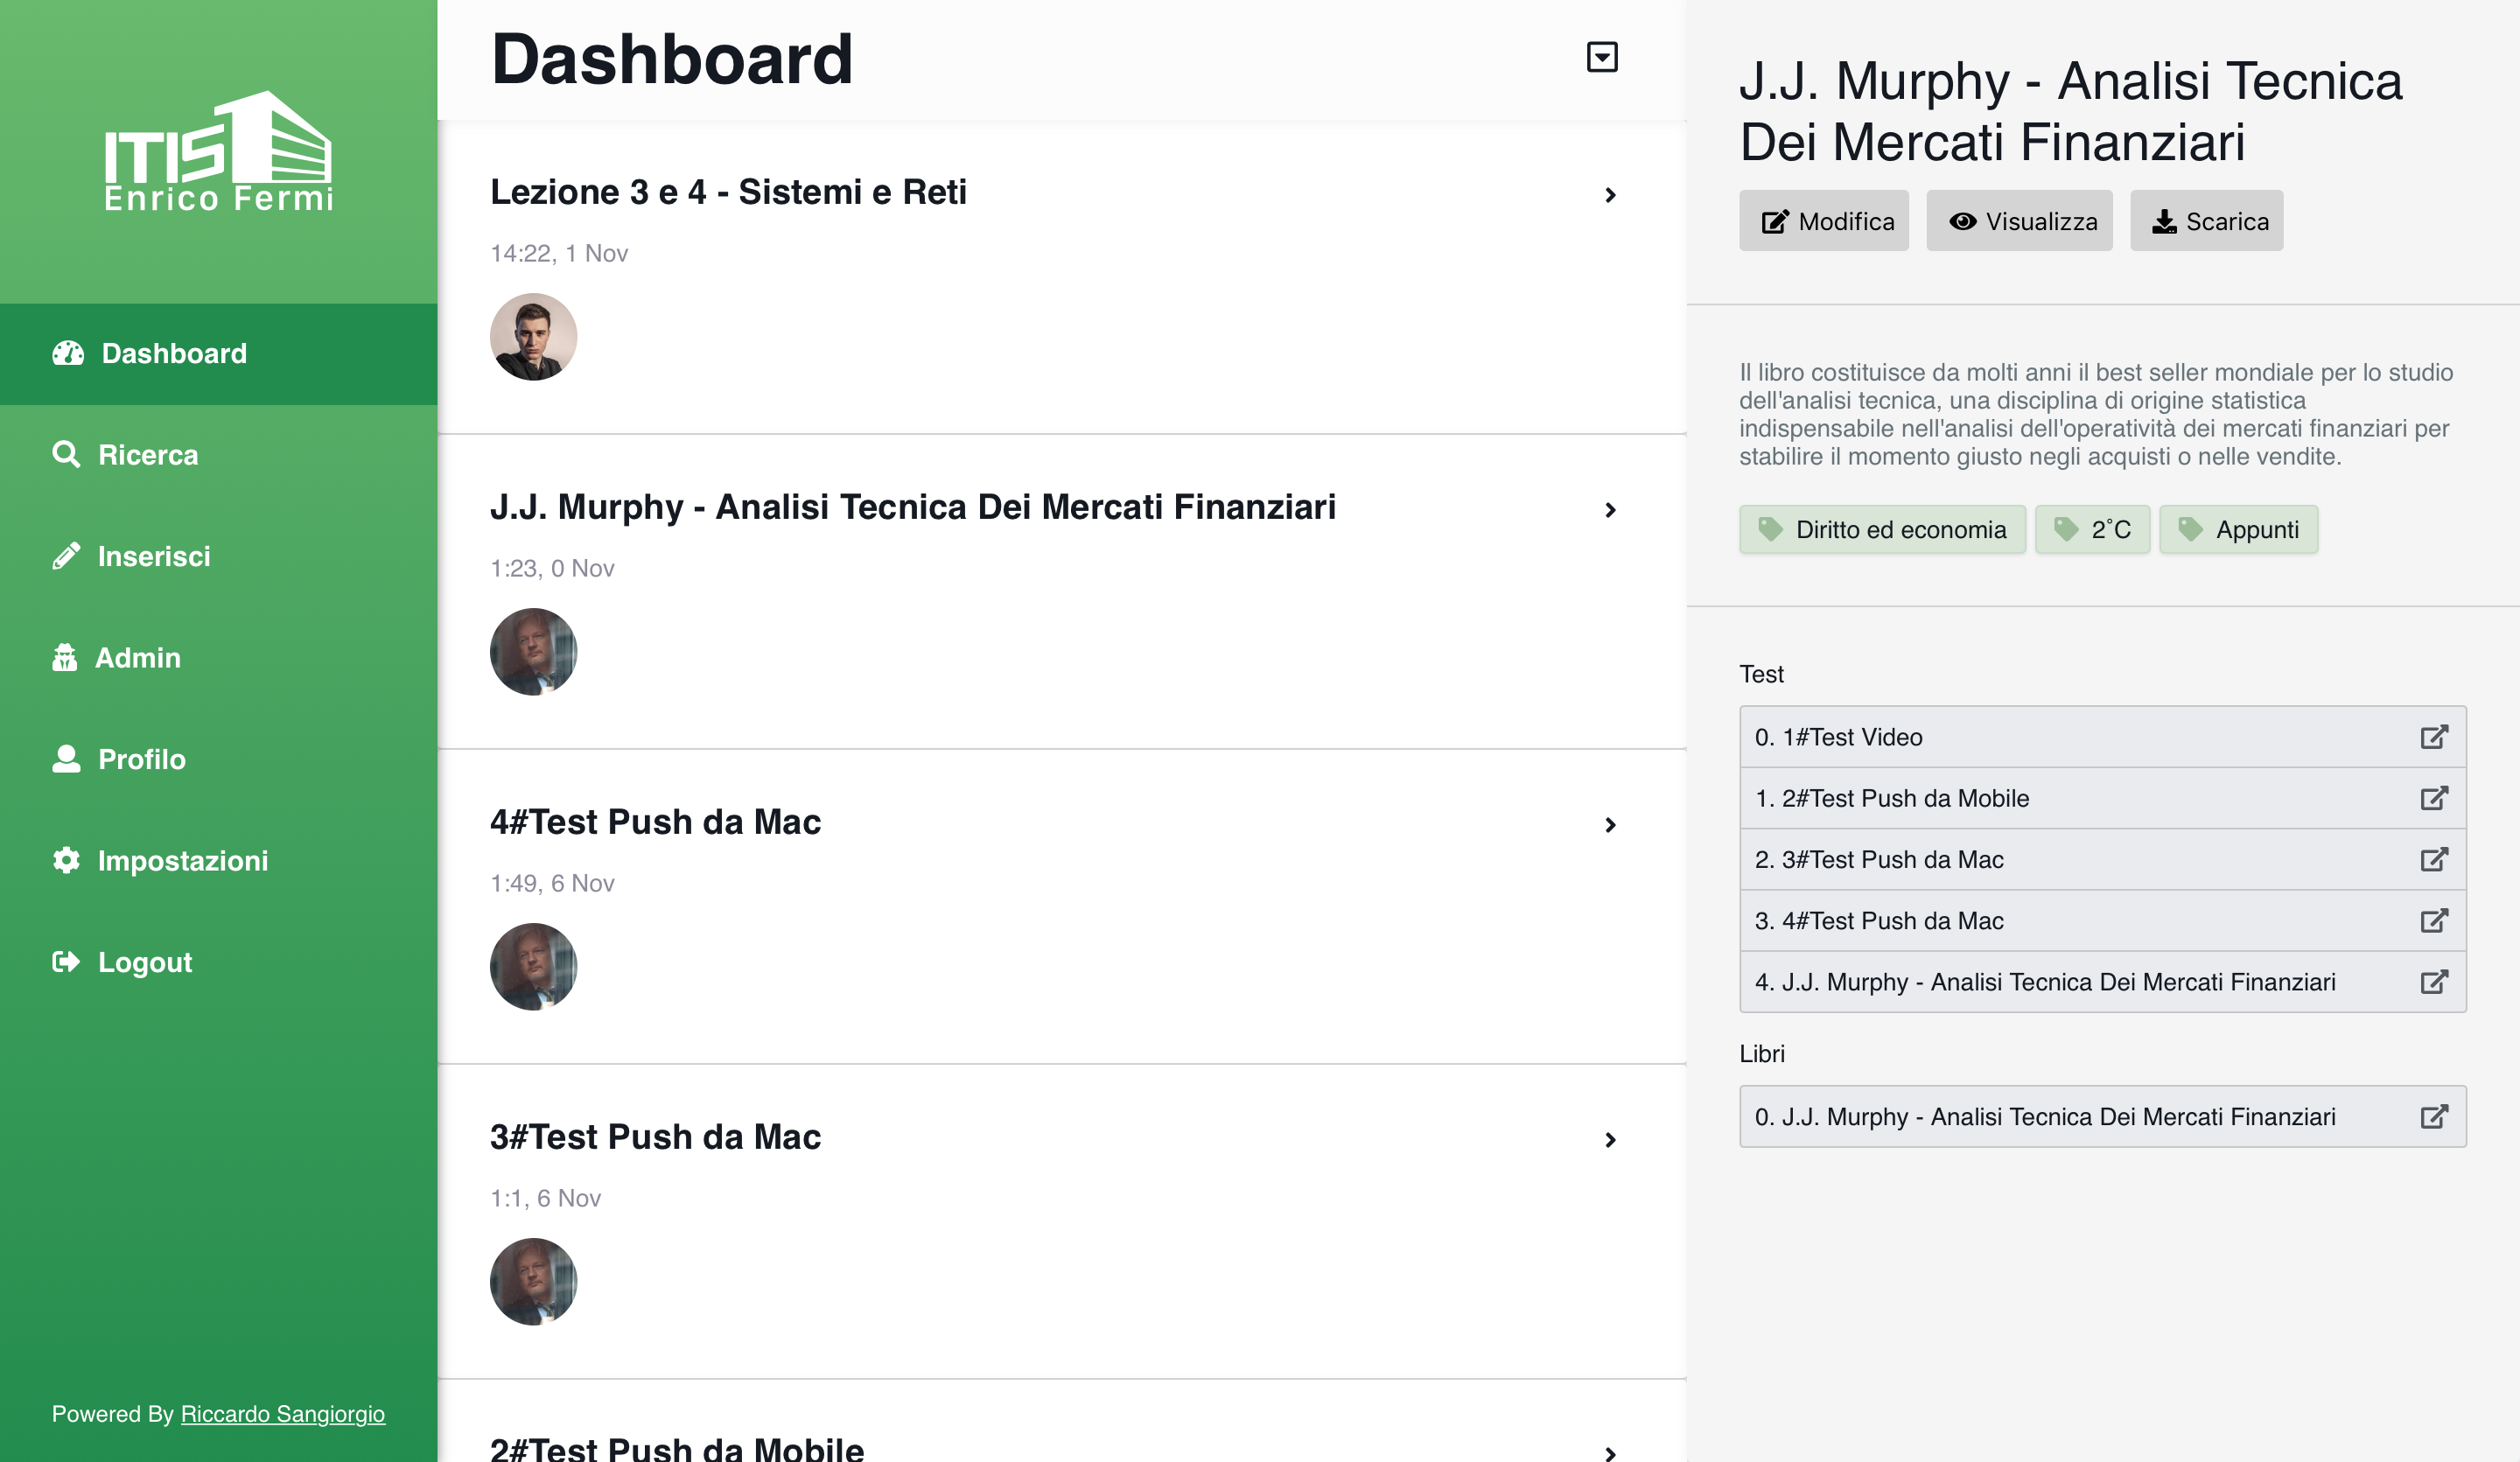 ITIS
Enrico Fermi
Dashboard
Ricerca
Inserisci
Admin
Profilo
Impostazioni
Logout
Powered By Riccardo Sangiorgio
Dashboard
Lezione 3 e 4 - Sistemi e Reti
14:22, 1 Nov
J.J. Murphy - Analisi Tecnica Dei Mercati Finanziari
1:23, 0 Nov
4#Test Push da Mac
1:49, 6 Nov
3#Test Push da Mac
1:1, 6 Nov
2#Test Push da Mobile
J.J. Murphy - Analisi Tecnica
Dei Mercati Finanziari
Modifica Visualizza Scarica
Il libro costituisce da molti anni il best seller mondiale per lo studio
dell'analisi tecnica, una disciplina di origine statistica
indispensabile nell'analisi dell'operatività dei mercati finanziari per
stabilire il momento giusto negli acquisti o nelle vendite.
Diritto ed economia 2˚C Appunti
Test
0. 1#Test Video
1. 2#Test Push da Mobile
2. 3#Test Push da Mac
3. 4#Test Push da Mac
4. J.J. Murphy - Analisi Tecnica Dei Mercati Finanziari
Libri
0. J.J. Murphy - Analisi Tecnica Dei Mercati Finanziari